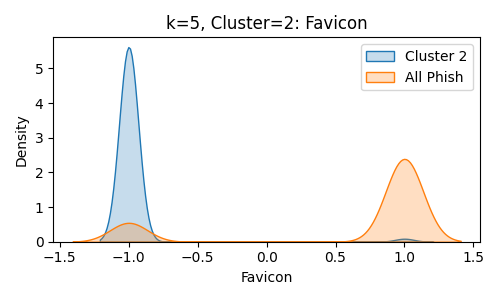 k=5, Cluster=2: Favicon
Cluster 2
All Phish
Density
5
4
3
2
1
0
−1.5 −1.0 −0.5 0.0 0.5 1.0 1.5
Favicon